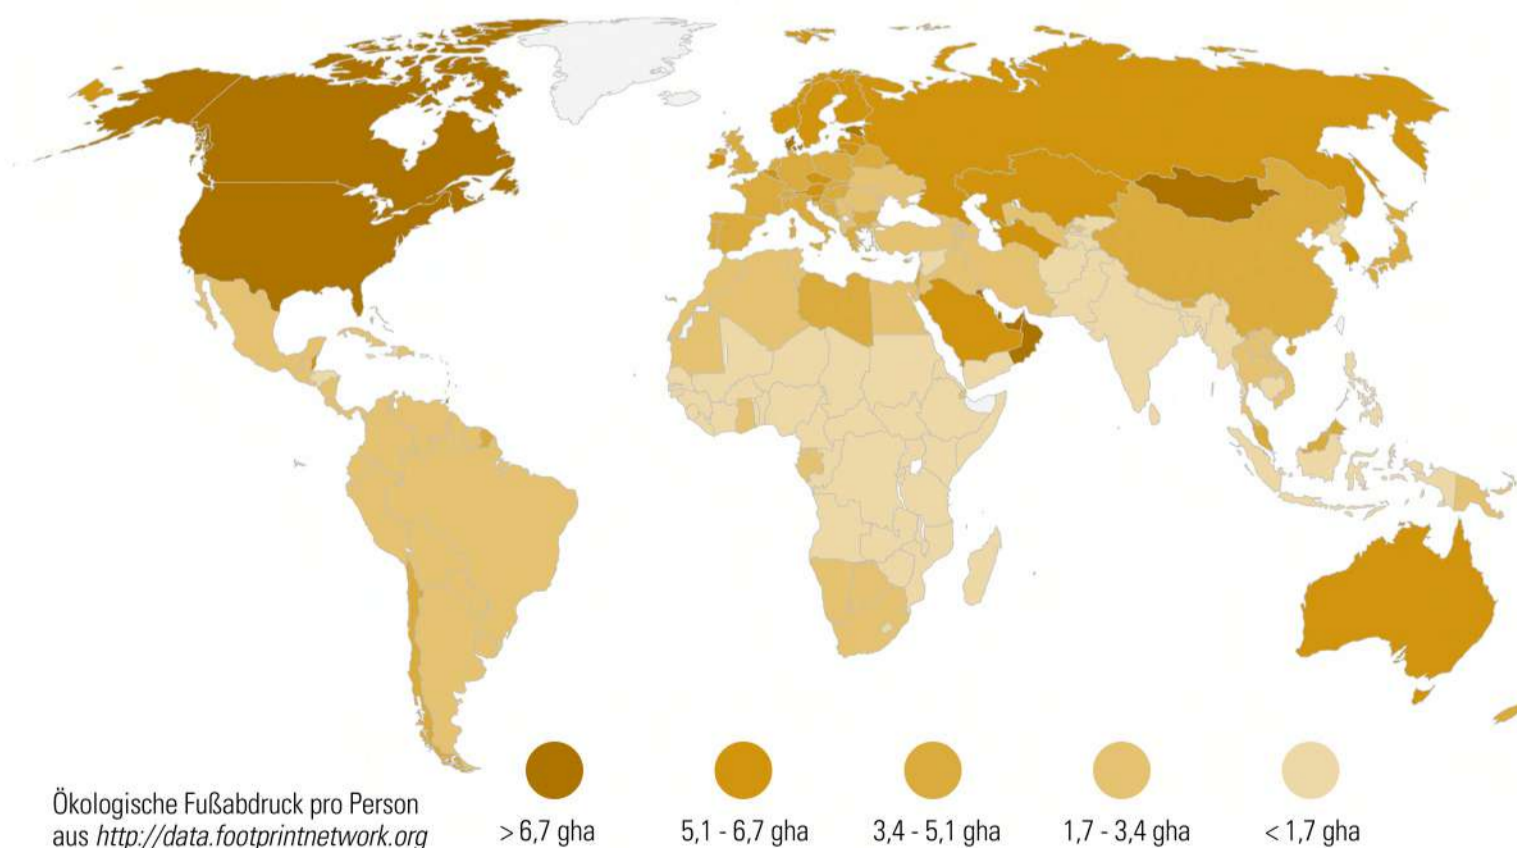 Ökologische Fußabdruck pro Person
aus http://data.footprintnetwork.org
> 6,7 gha
5,1 - 6,7 gha
3,4 - 5,1 gha
1,7 - 3,4 gha
< 1,7 gha